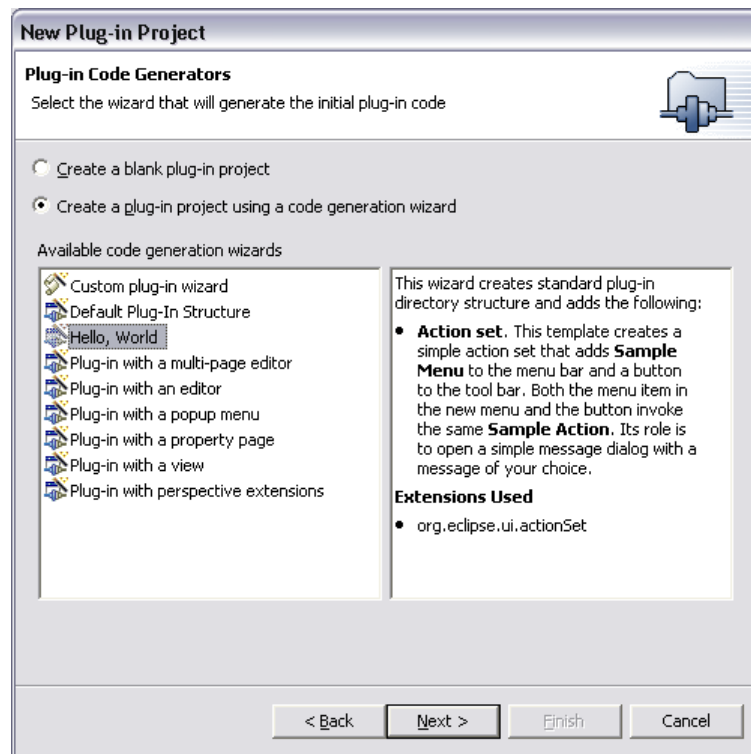 New Plug-in Project
Plug-in Code Generators
Select the wizard that will generate the initial plug-in code
Create a blank plug-in project
Create a plug-in project using a code generation wizard
Available code generation wizards
Custom plug-in wizard
Default Plug-In Structure
Hello, World
Plug-in with a multi-page editor
Plug-in with an editor
Plug-in with a popup menu
Plug-in with a property page
Plug-in with a view
Plug-in with perspective extensions
This wizard creates standard plug-in
directory structure and adds the following:
• Action set. This template creates a
simple action set that adds Sample
Menu to the menu bar and a button
to the tool bar. Both the menu item in
the new menu and the button invoke
the same Sample Action. Its role is
to open a simple message dialog with a
message of your choice.
Extensions Used
• org.eclipse.ui.actionSet
< Back
Next >
Finish
Cancel